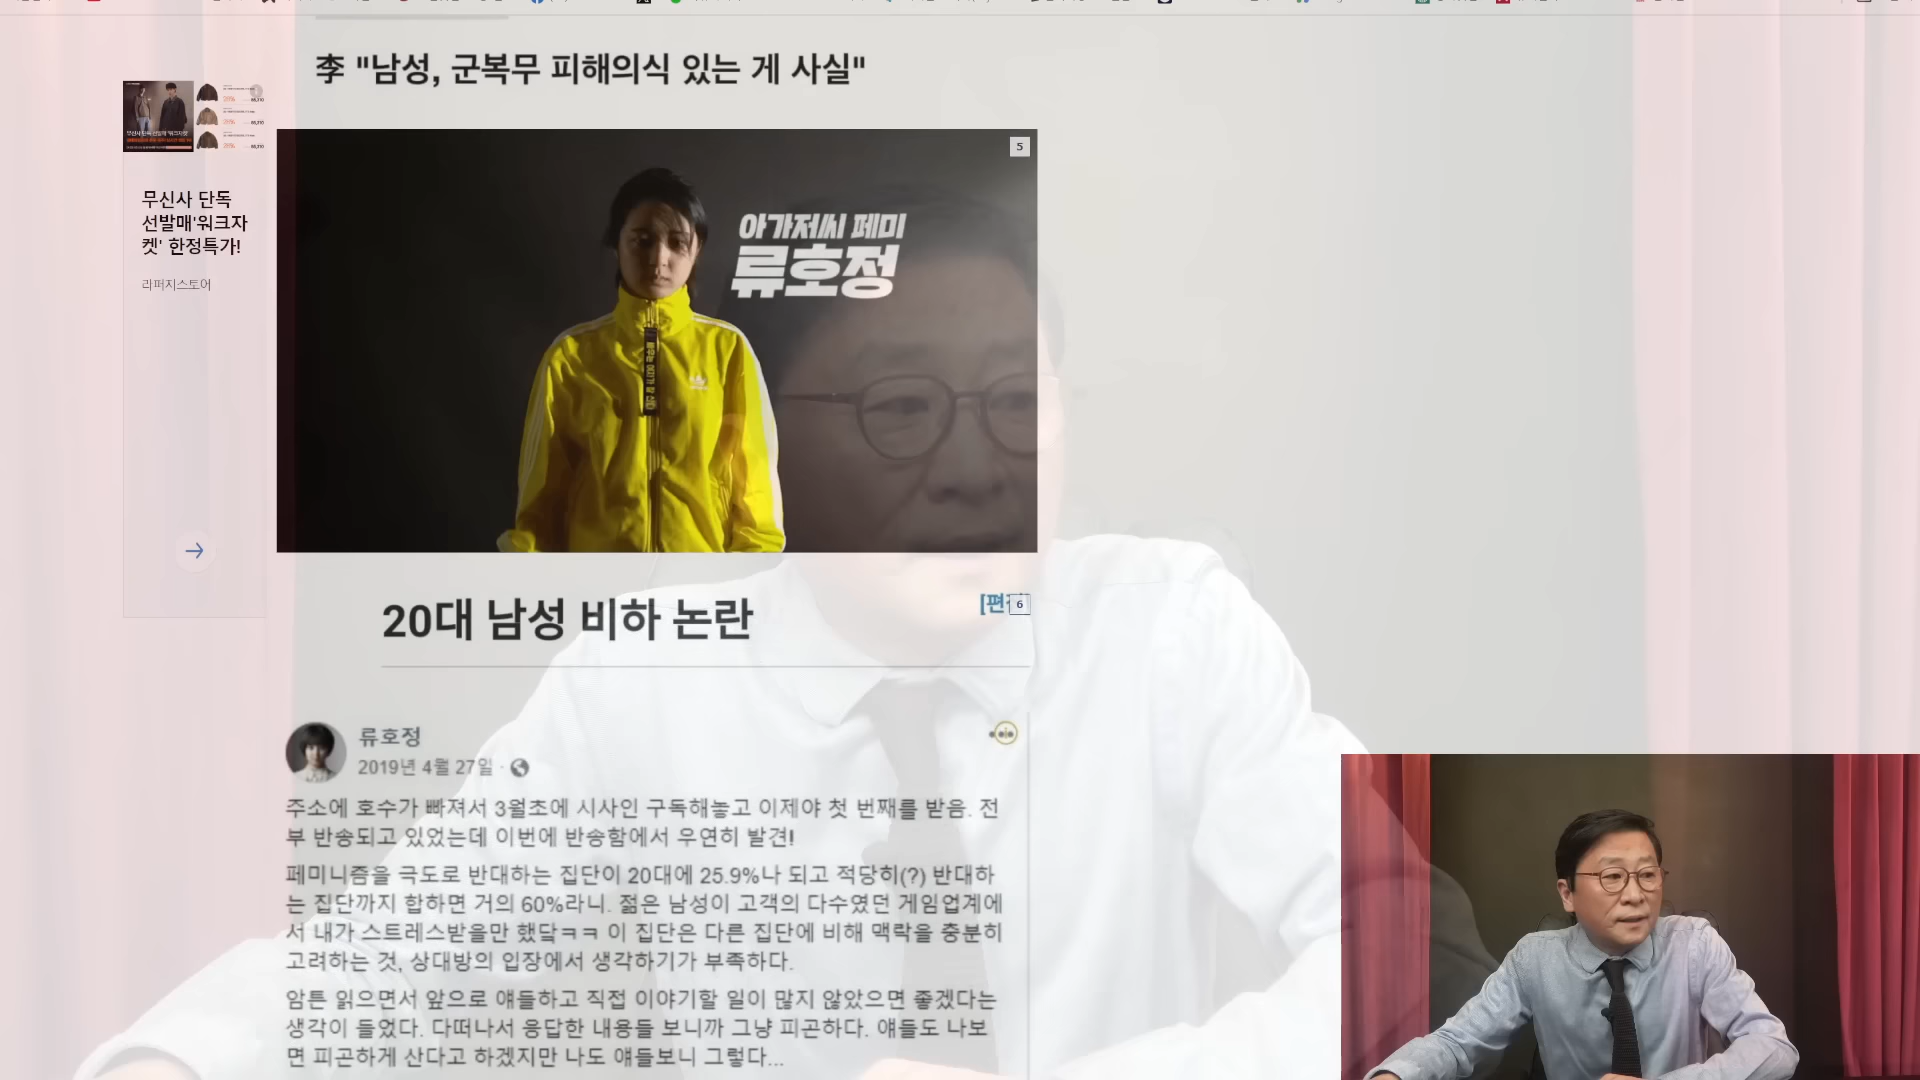 李 "남성, 군복무 피해의식 있는 게 사실"
무신사 단독
선발매'워크자
켓' 한정특가!
라퍼지스토어
5
아가저씨 페미
류호정
20대 남성 비하 논란
6
류호정
2019년 4월 27일 ·
주소에 호수가 빠져서 3월초에 시사인 구독해놓고 이제야 첫 번째를 받음. 전
부 반송되고 있었는데 이번에 반송함에서 우연히 발견!
페미니즘을 극도로 반대하는 집단이 20대에 25.9%나 되고 적당히(?) 반대하
는 집단까지 합하면 거의 60%라니. 젊은 남성이 고객의 다수였던 게임업계에
서 내가 스트레스받을만 했닼ㅋㅋ 이 집단은 다른 집단에 비해 맥락을 충분히
고려하는 것, 상대방의 입장에서 생각하기가 부족하다.
암튼 읽으면서 앞으로 얘들하고 직접 이야기할 일이 많지 않았으면 좋겠다는
생각이 들었다. 다떠나서 응답한 내용들 보니까 그냥 피곤하다. 얘들도 나보
면 피곤하게 산다고 하겠지만 나도 얘들보니 그렇다...